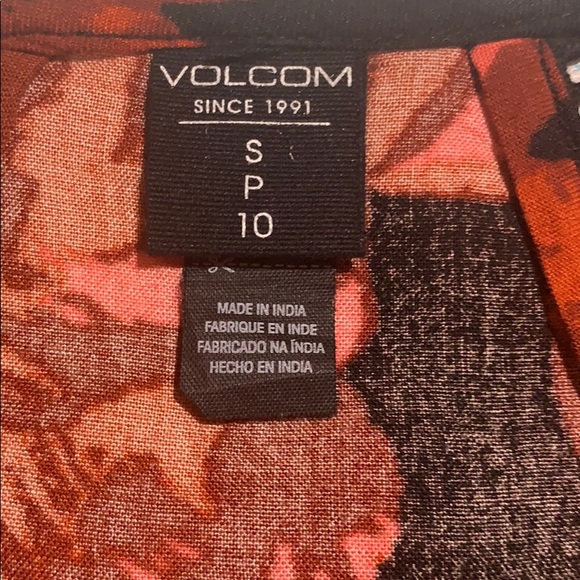 VOLCOM
SINCE 1991
S
P
10
MADE IN INDIA
FABRIQUE EN INDE
FABRICADO NA ÍNDIA
HECHO EN INDIA